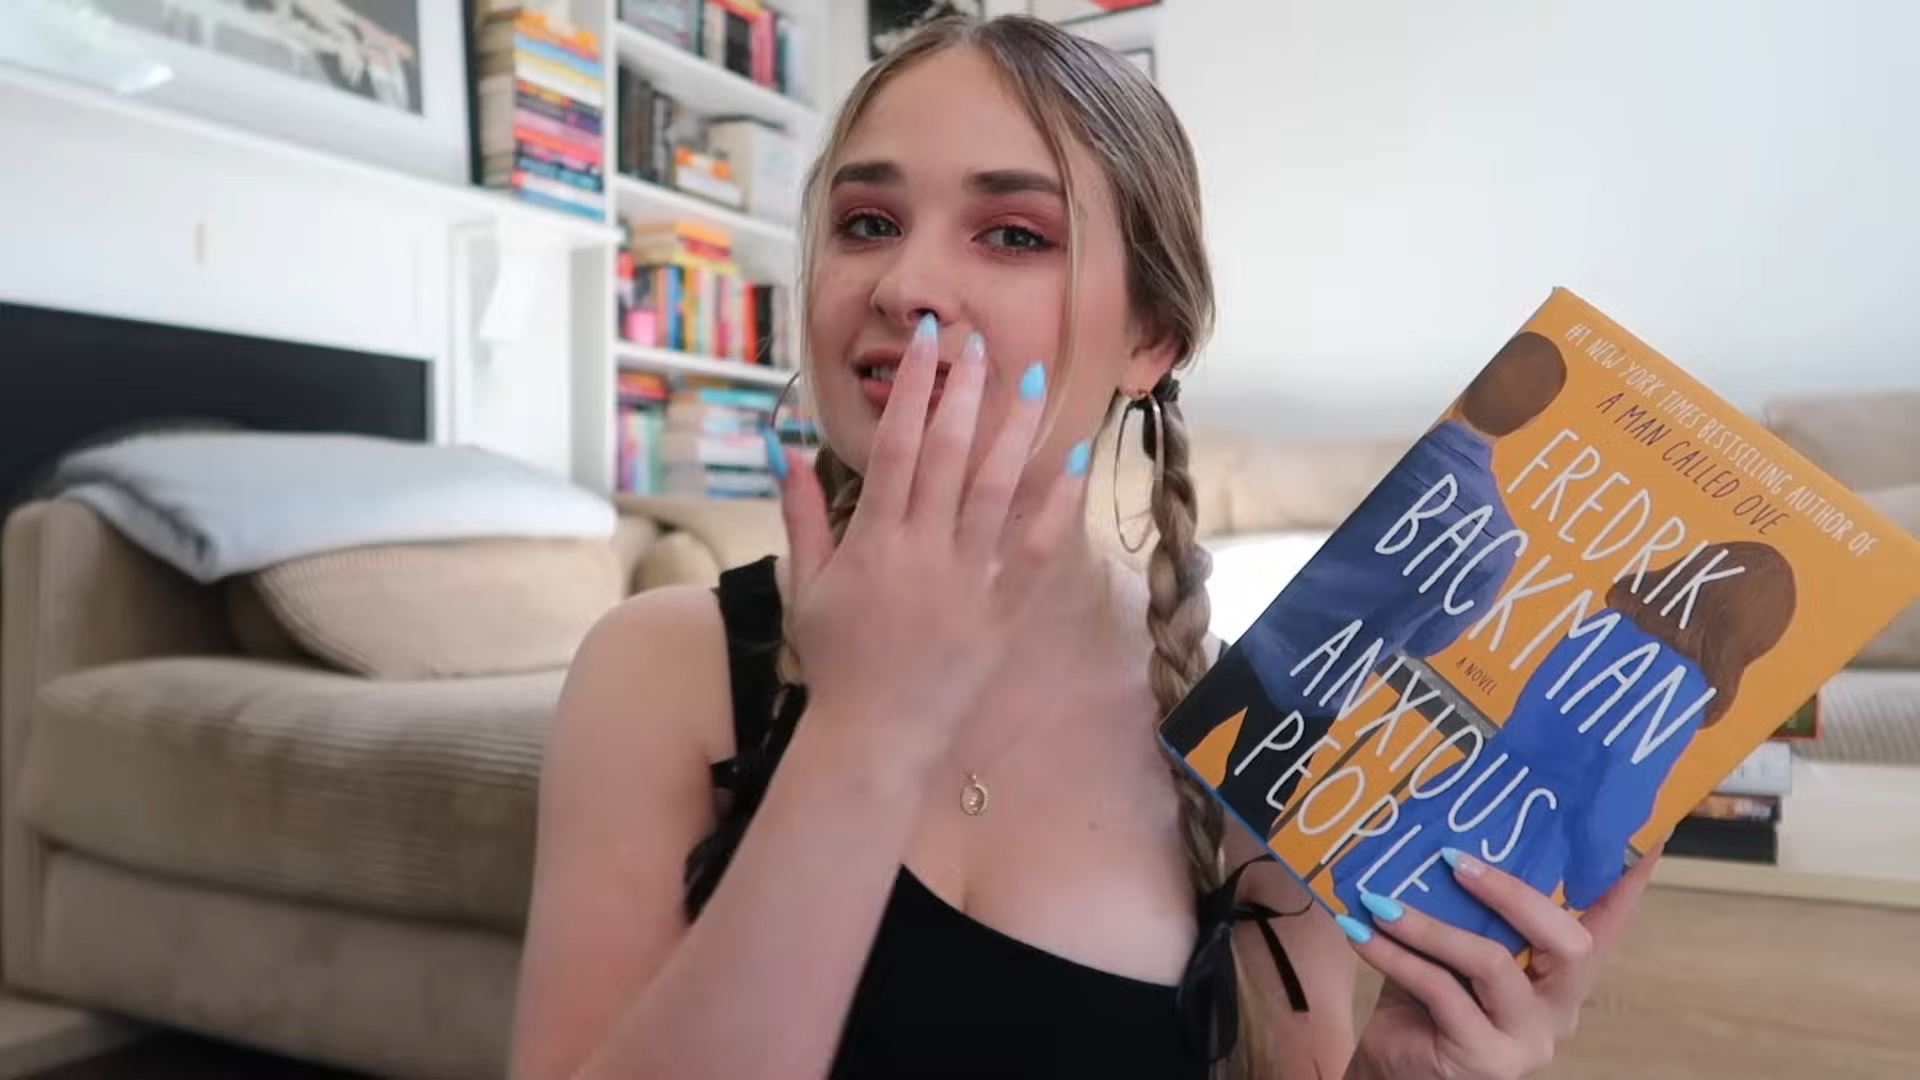 #1 NEW YORK TIMES BESTSELLING AUTHOR OF
A MAN CALLED OVE
FREDRIK
BACKMAN
A NOVEL
ANXIOUS
PEOPLE